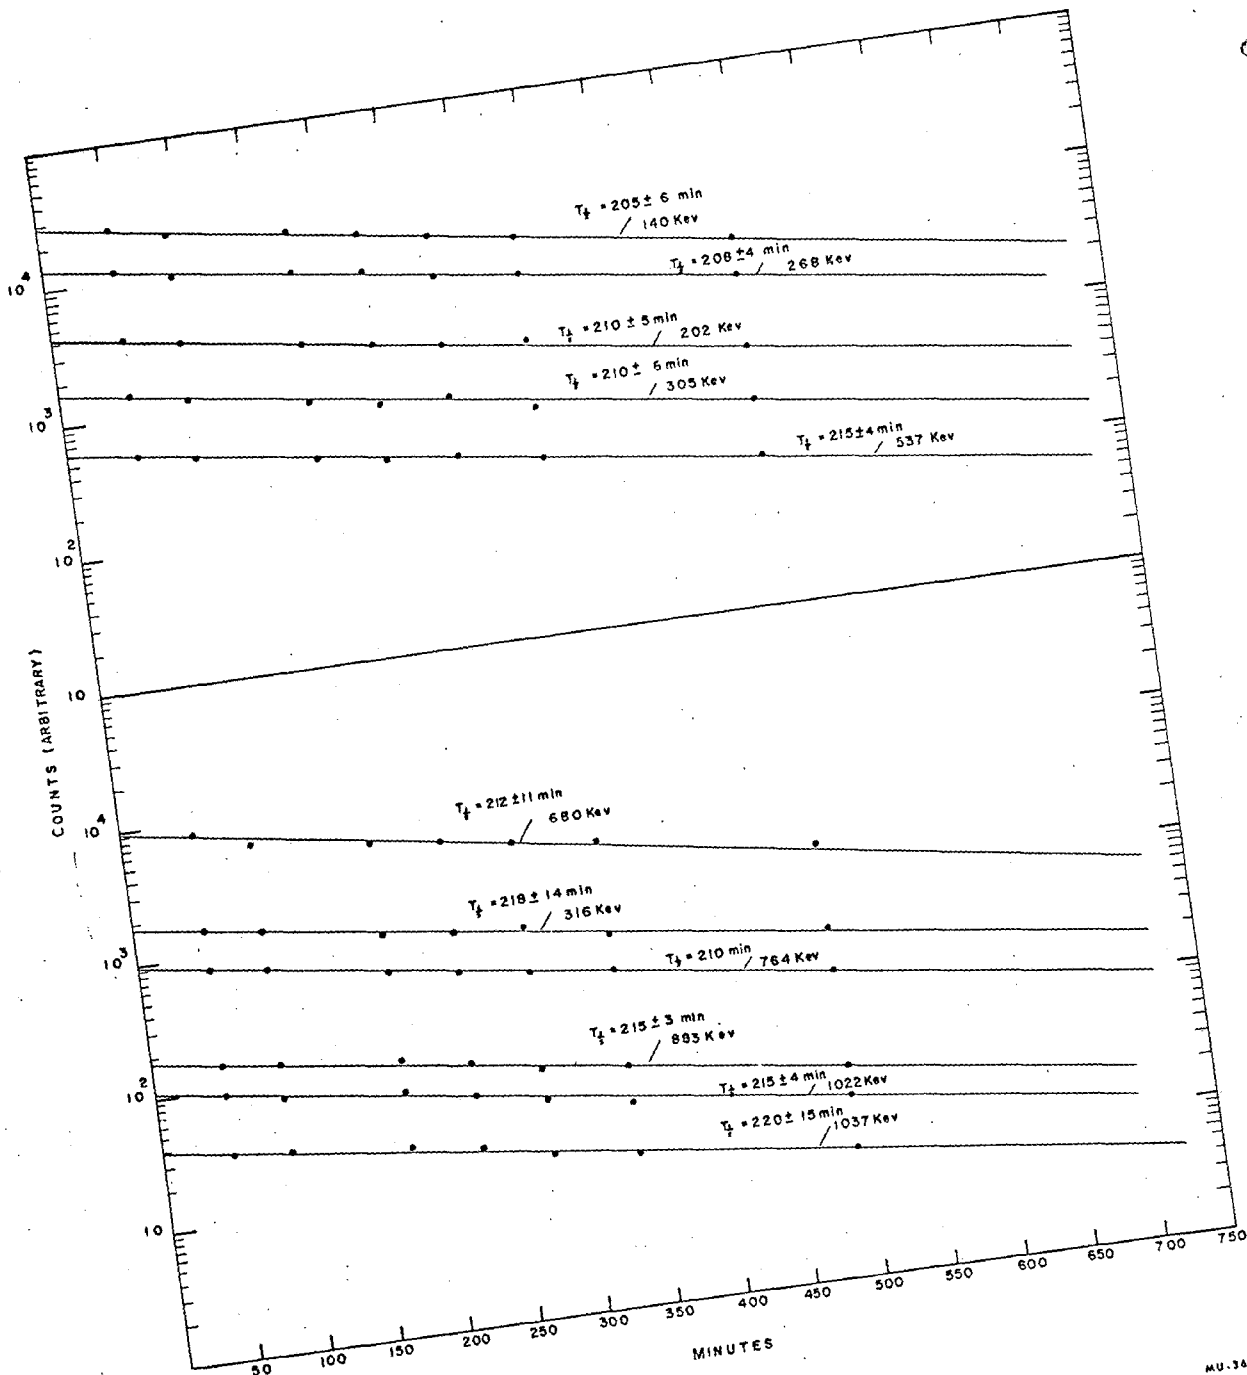 T½ = 205 ± 6 min
140 Kev
T½ = 208 ± 4 min
268 Kev
10⁴
T½ = 210 ± 5 min
202 Kev
T½ = 210 ± 6 min
305 Kev
10³
T½ = 215 ± 4 min
537 Kev
10²
10
COUNTS (ARBITRARY)
T½ = 212 ± 11 min
680 Kev
10⁴
T½ = 218 ± 14 min
316 Kev
10³
T½ = 210 min
764 Kev
T½ = 215 ± 3 min
893 Kev
10²
T½ = 215 ± 4 min
1022 Kev
T½ = 220 ± 15 min
1037 Kev
10
50 100 150 200 250 300 350 400 450 500 550 600 650 700 750
MINUTES